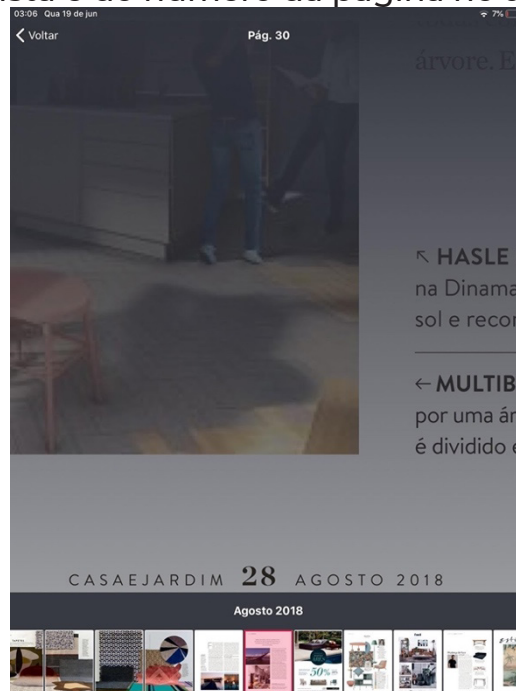 03:06 Qua 19 de jun
7%
Voltar
Pág. 30
árvore. E
HASLE
na Dinama
sol e recor
← MULTIB
por uma ár
é dividido e
CASAEJARDIM 28 AGOSTO 2018
Agosto 2018
50%